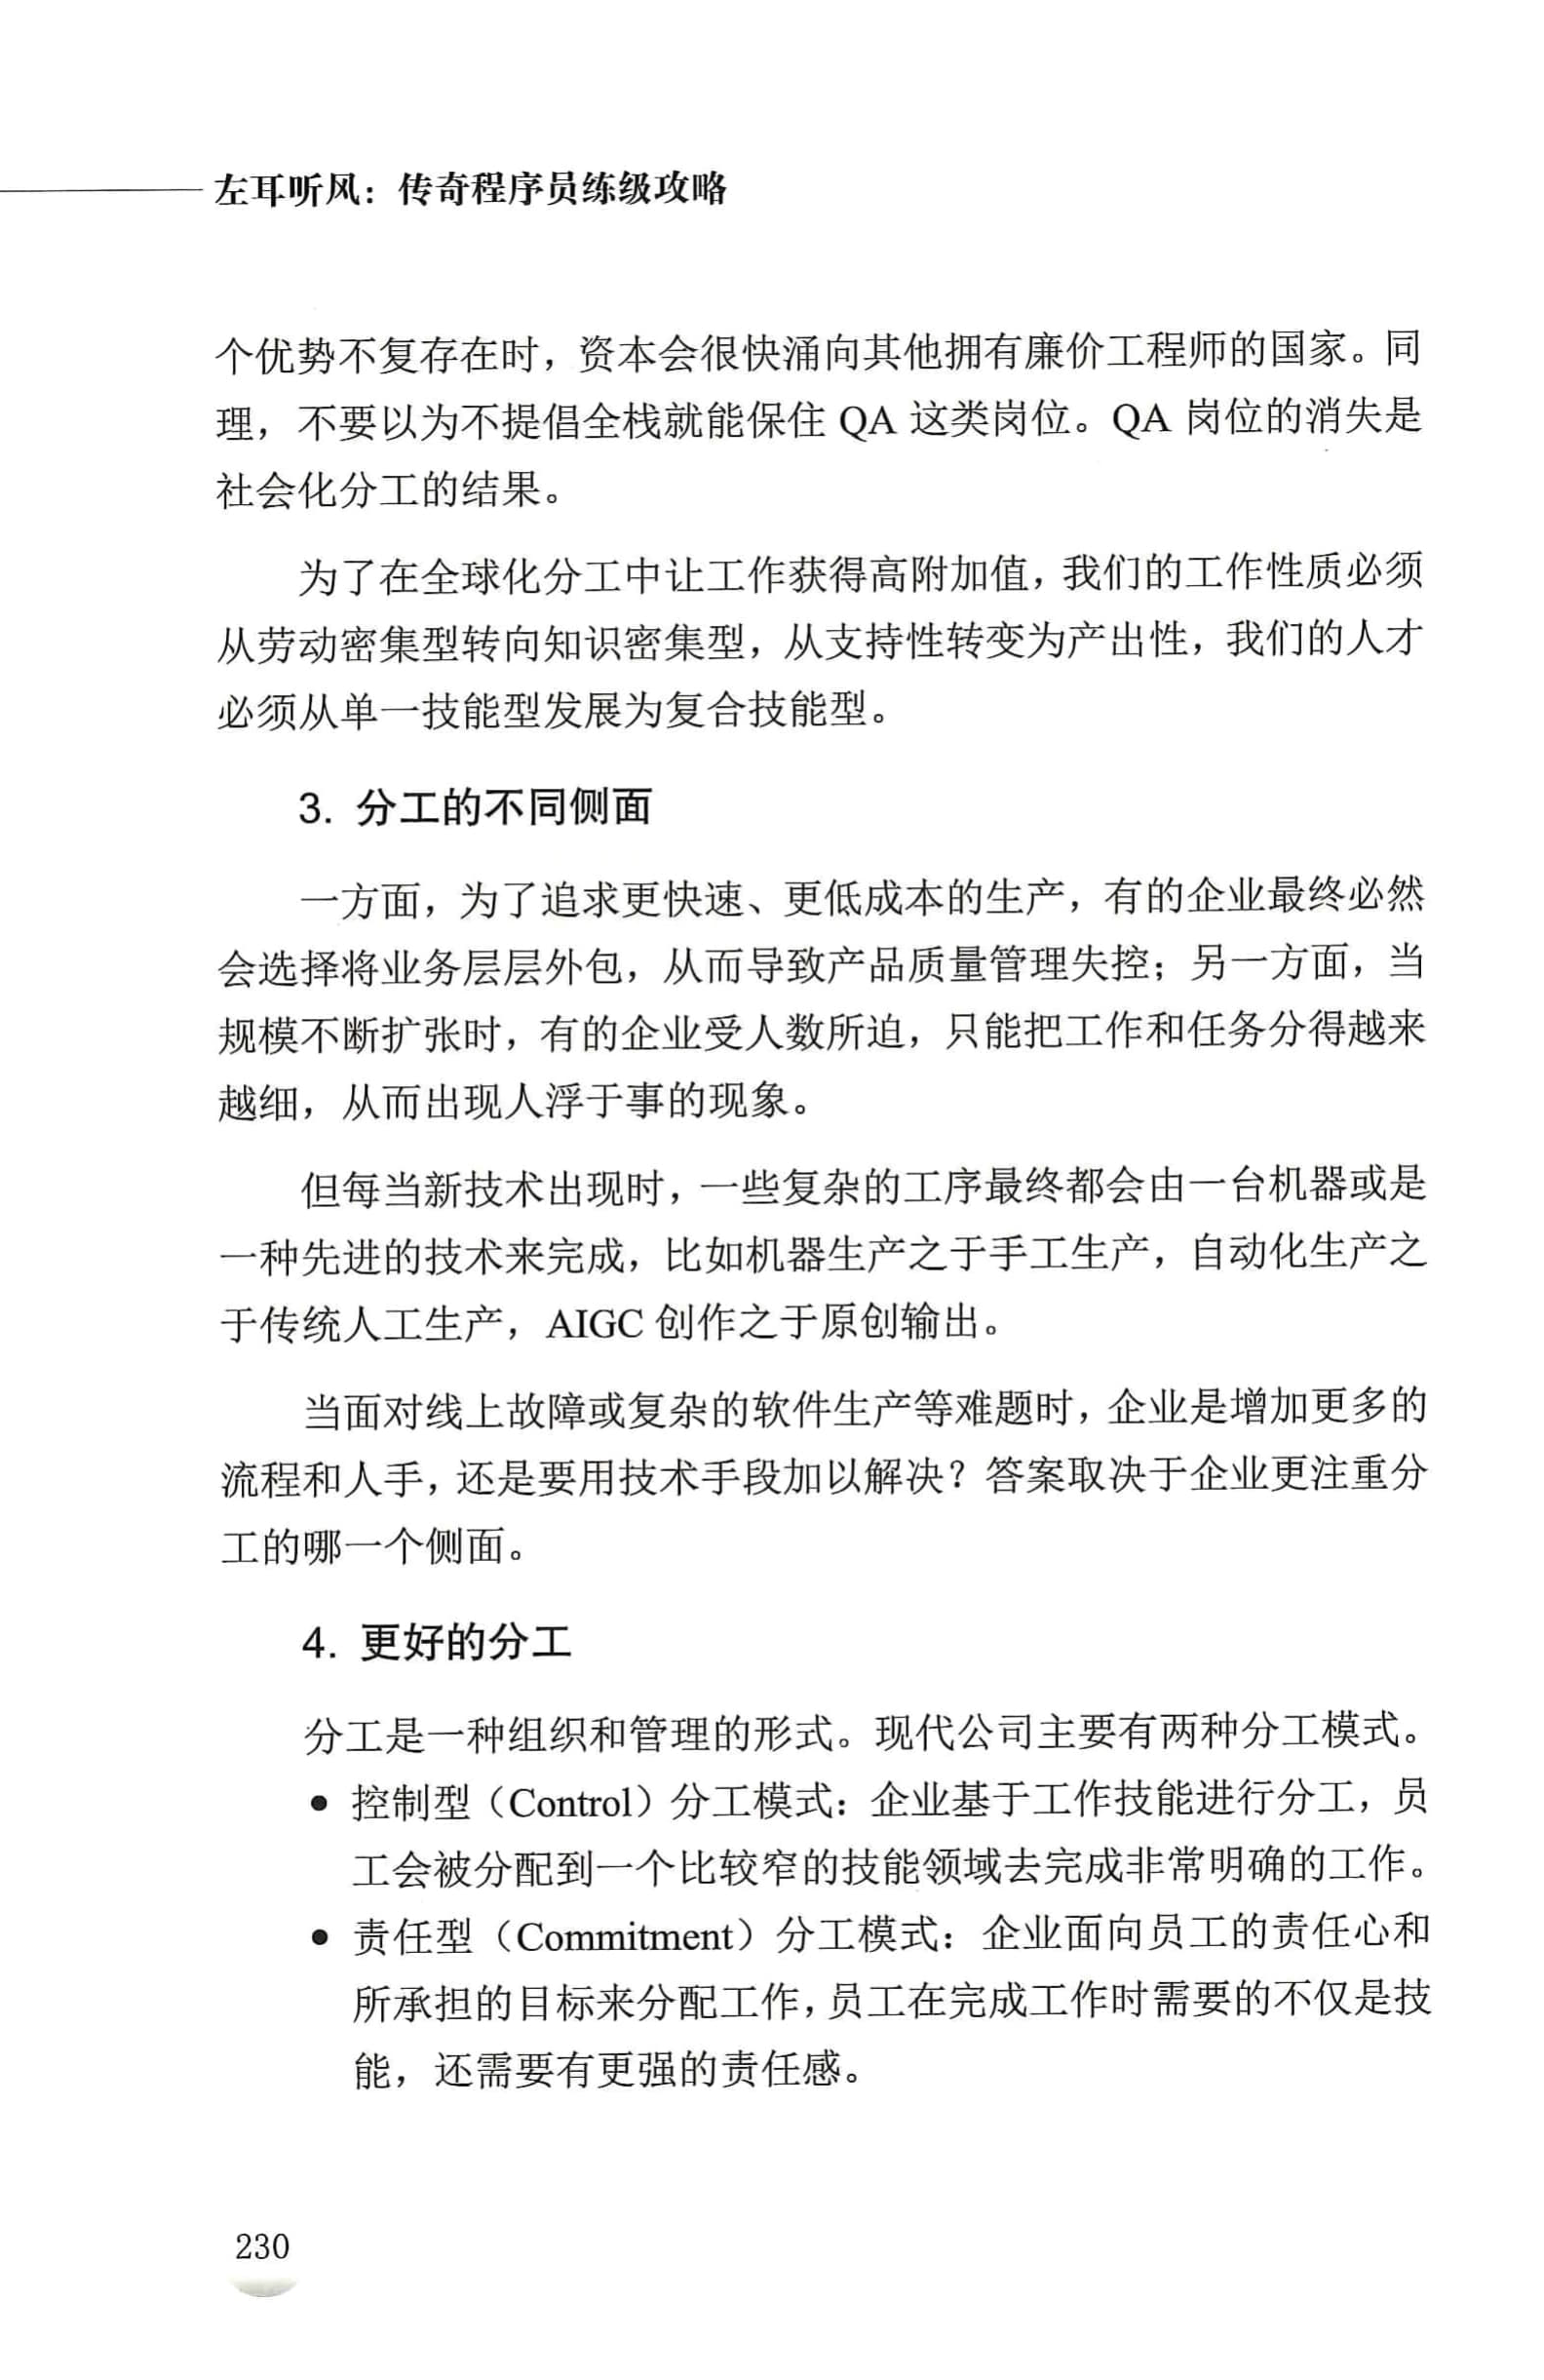 左耳听风：传奇程序员练级攻略
个优势不复存在时，资本会很快涌向其他拥有廉价工程师的国家。同
理，不要以为不提倡全栈就能保住 QA 这类岗位。QA 岗位的消失是
社会化分工的结果。
为了在全球化分工中让工作获得高附加值，我们的工作性质必须
从劳动密集型转向知识密集型，从支持性转变为产出性，我们的人才
必须从单一技能型发展为复合技能型。
3. 分工的不同侧面
一方面，为了追求更快速、更低成本的生产，有的企业最终必然
会选择将业务层层外包，从而导致产品质量管理失控；另一方面，当
规模不断扩张时，有的企业受人数所迫，只能把工作和任务分得越来
越细，从而出现人浮于事的现象。
但每当新技术出现时，一些复杂的工序最终都会由一台机器或是
一种先进的技术来完成，比如机器生产之于手工生产，自动化生产之
于传统人工生产，AIGC 创作之于原创输出。
当面对线上故障或复杂的软件生产等难题时，企业是增加更多的
流程和人手，还是要用技术手段加以解决？答案取决于企业更注重分
工的哪一个侧面。
4. 更好的分工
分工是一种组织和管理的形式。现代公司主要有两种分工模式。
● 控制型（Control）分工模式：企业基于工作技能进行分工，员
工会被分配到一个比较窄的技能领域去完成非常明确的工作。
● 责任型（Commitment）分工模式：企业面向员工的责任心和
所承担的目标来分配工作，员工在完成工作时需要的不仅是技
能，还需要有更强的责任感。
230